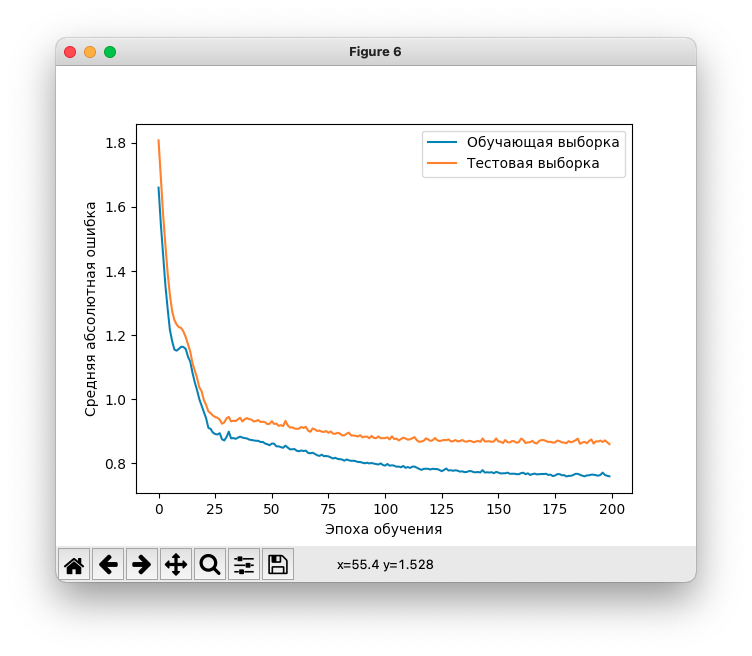 Figure 6
Обучающая выборка
Тестовая выборка
Средняя абсолютная ошибка
1.8
1.6
1.4
1.2
1.0
0.8
0 25 50 75 100 125 150 175 200
Эпоха обучения
x=55.4 y=1.528